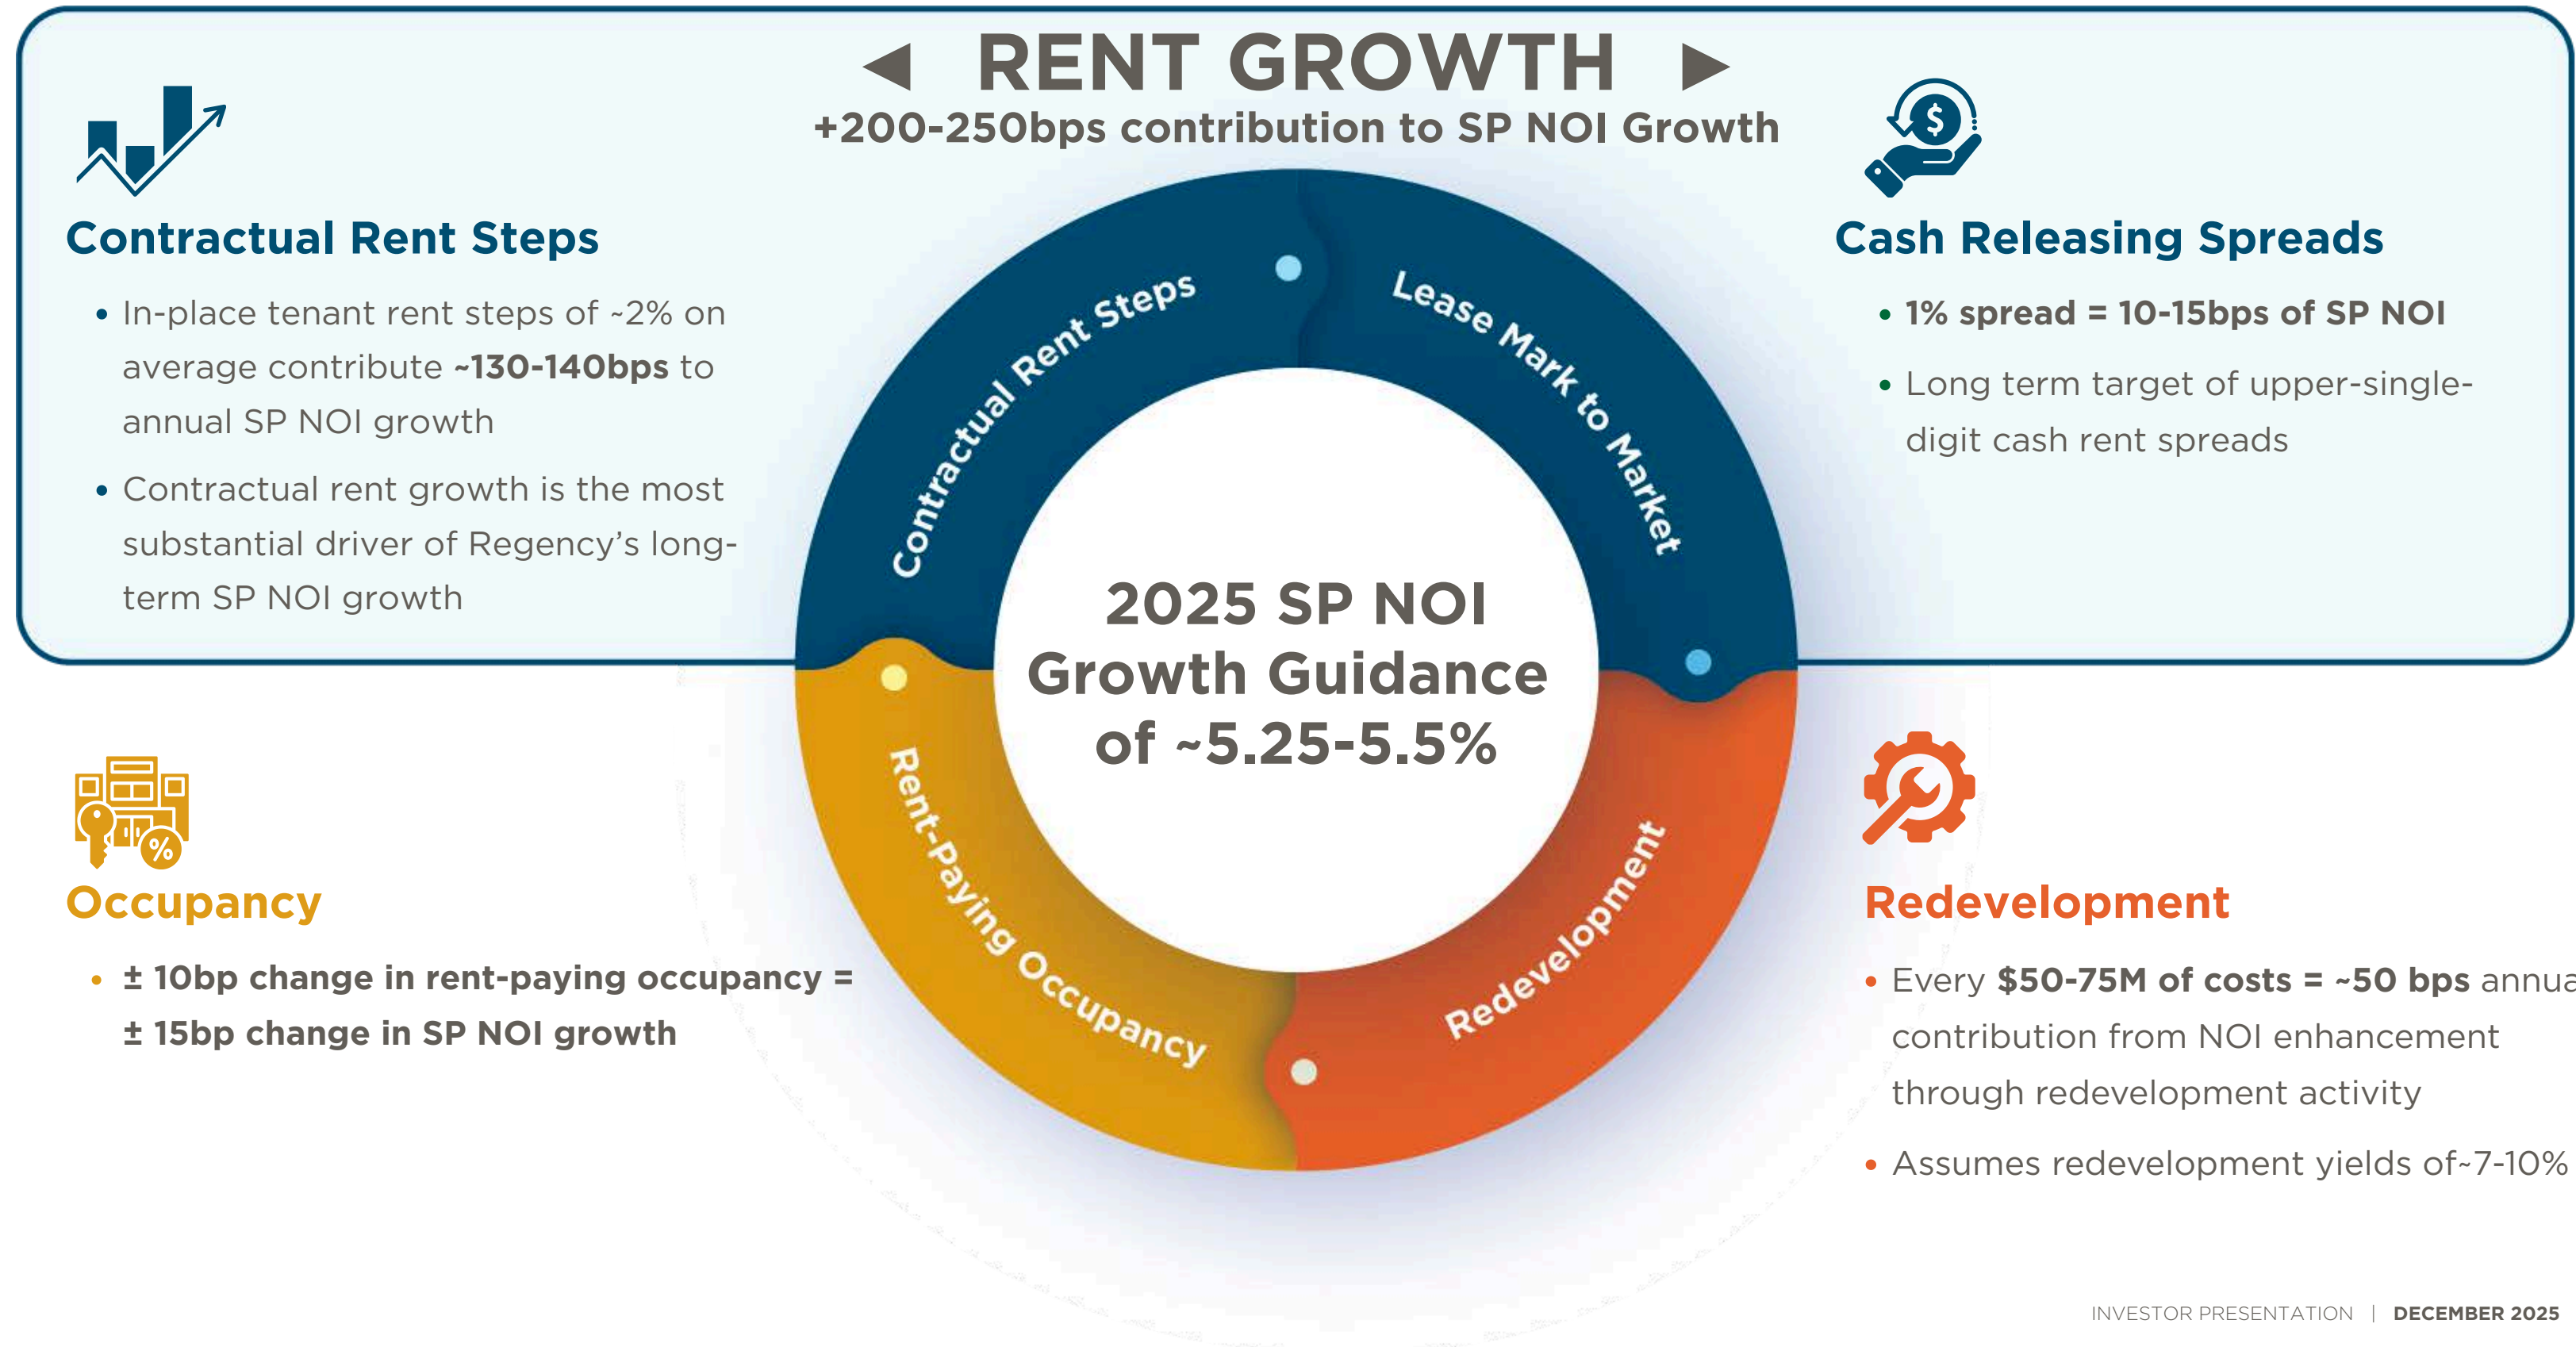 ◄ RENT GROWTH ►
+200-250bps contribution to SP NOI Growth
Contractual Rent Steps
• In-place tenant rent steps of ~2% on
average contribute ~130-140bps to
annual SP NOI growth
• Contractual rent growth is the most
substantial driver of Regency’s long-
term SP NOI growth
Cash Releasing Spreads
• 1% spread = 10-15bps of SP NOI
• Long term target of upper-single-
digit cash rent spreads
Contractual Rent Steps
Lease Mark to Market
2025 SP NOI
Growth Guidance
of ~5.25-5.5%
Rent-Paying Occupancy
Redevelopment
$
%
Occupancy
• ± 10bp change in rent-paying occupancy =
± 15bp change in SP NOI growth
Redevelopment
• Every $50-75M of costs = ~50 bps annua
contribution from NOI enhancement
through redevelopment activity
• Assumes redevelopment yields of~7-10%
INVESTOR PRESENTATION | DECEMBER 2025